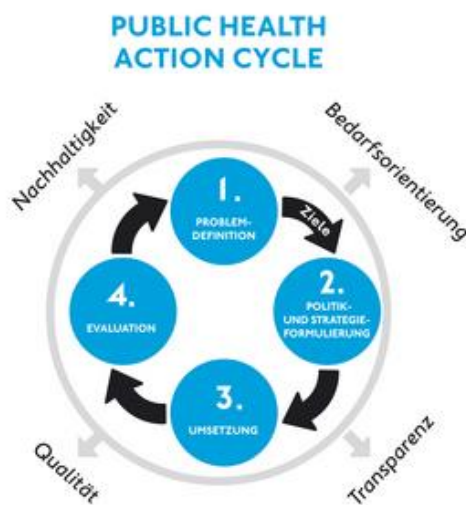 PUBLIC HEALTH
ACTION CYCLE
Nachhaltigkeit
Bedarfsorientierung
1.
PROBLEM-
DEFINITION
Ziele
2.
POLITIK-
UND STRATEGIE-
FORMULIERUNG
4.
EVALUATION
3.
UMSETZUNG
Qualität
Transparenz